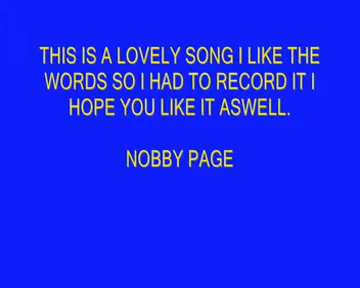 THIS IS A LOVELY SONG I LIKE THE
WORDS SO I HAD TO RECORD IT I
HOPE YOU LIKE IT ASWELL.
NOBBY PAGE